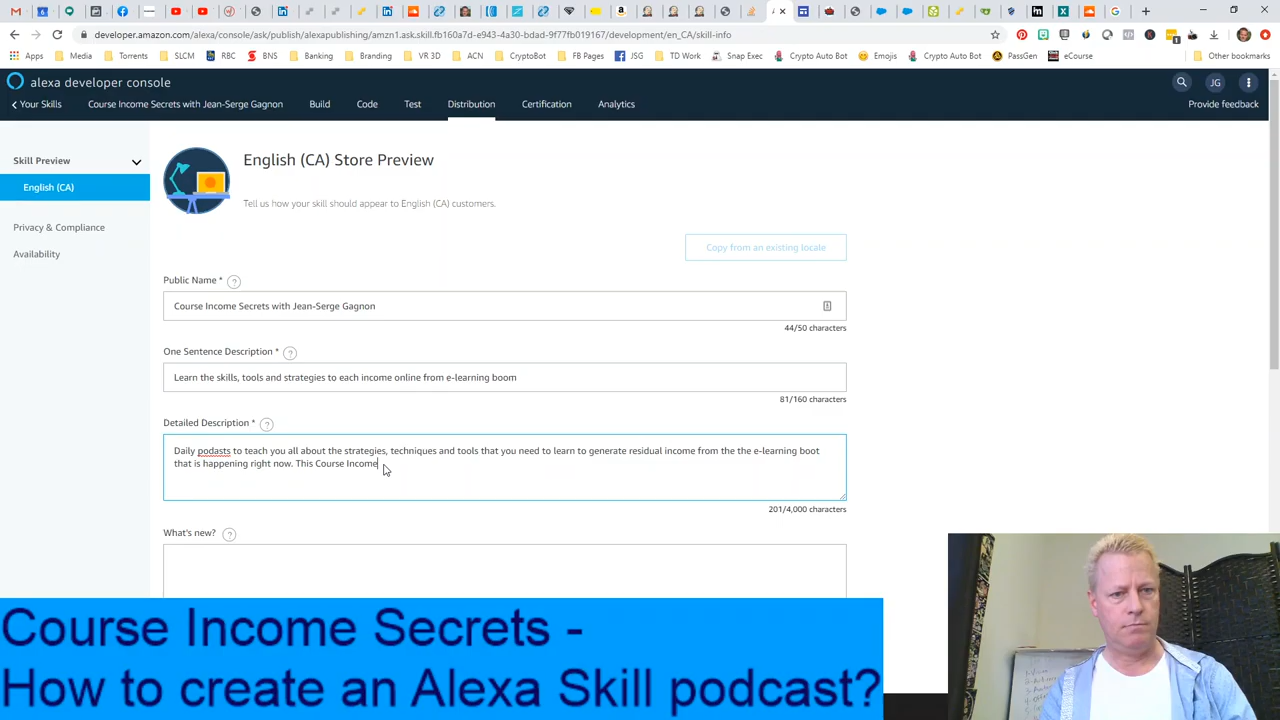 developer.amazon.com/alexa/console/ask/publish/alexapublishing/amzn1.ask.skill.fb160a7d-e943-4a30-bdad-9f77fb019167/development/en_CA/skill-info
Apps Media Torrents SLCM RBC BNS Banking Branding VR 3D ACN CryptoBot FB Pages JSG TD Work Snap Exec Crypto Auto Bot Emojis Crypto Auto Bot PassGen eCourse Other bookmarks
alexa developer console JG
Your Skills Course Income Secrets with Jean-Serge Gagnon Build Code Test Distribution Certification Analytics Provide feedback
Skill Preview
English (CA)
Privacy & Compliance
Availability
English (CA) Store Preview
Tell us how your skill should appear to English (CA) customers.
Copy from an existing locale
Public Name * ?
Course Income Secrets with Jean-Serge Gagnon
44/50 characters
One Sentence Description * ?
Learn the skills, tools and strategies to each income online from e-learning boom
81/160 characters
Detailed Description * ?
Daily podasts to teach you all about the strategies, techniques and tools that you need to learn to generate residual income from the the e-learning boot
that is happening right now. This Course Income
201/4,000 characters
What's new? ?
Course Income Secrets -
How to create an Alexa Skill podcast?